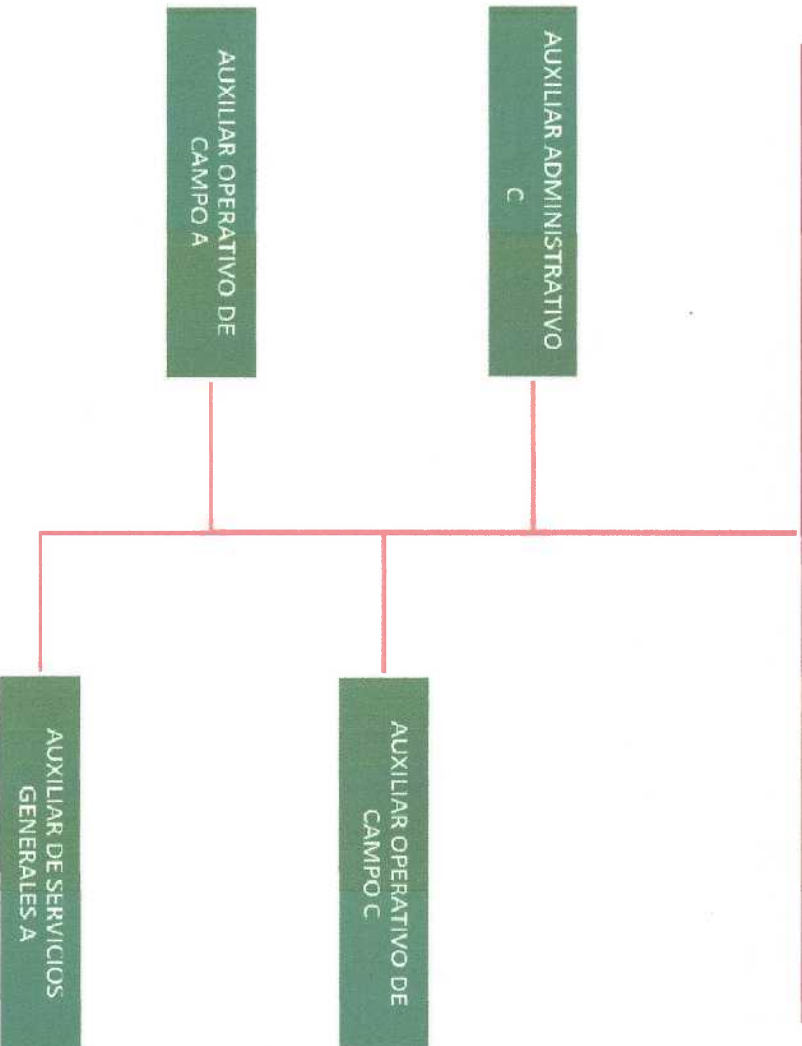 AUXILIAR ADMINISTRATIVO
C
AUXILIAR OPERATIVO DE
CAMPO C
AUXILIAR OPERATIVO DE
CAMPO A
AUXILIAR DE SERVICIOS
GENERALES A